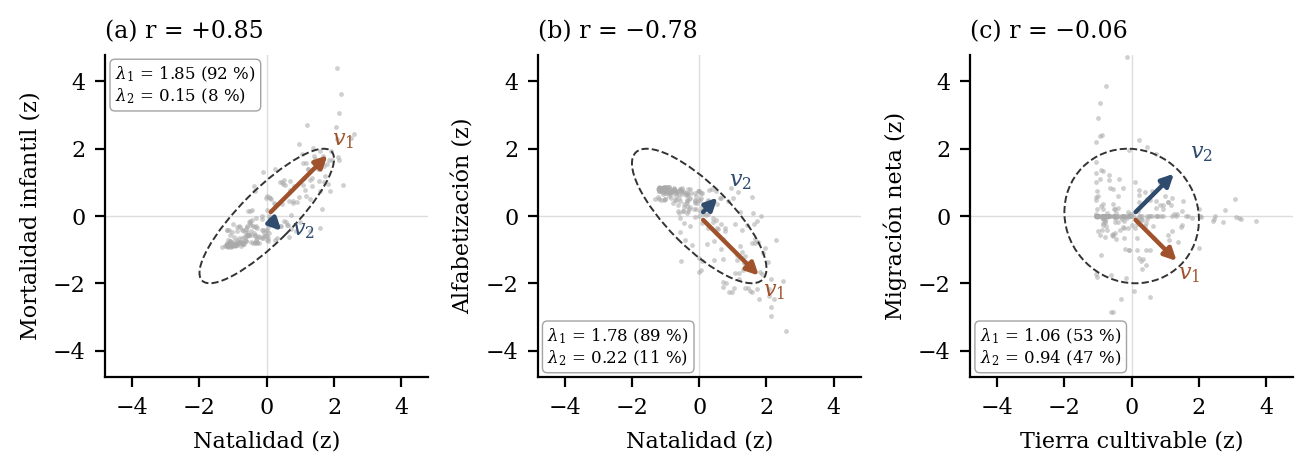 (a) r = +0.85
λ₁ = 1.85 (92 %)
λ₂ = 0.15 (8 %)
v₁
v₂
Mortalidad infantil (z)
4
2
0
−2
−4
−4
−2
0
2
4
Natalidad (z)
(b) r = −0.78
v₂
v₁
λ₁ = 1.78 (89 %)
λ₂ = 0.22 (11 %)
Alfabetización (z)
4
2
0
−2
−4
−4
−2
0
2
4
Natalidad (z)
(c) r = −0.06
v₂
v₁
λ₁ = 1.06 (53 %)
λ₂ = 0.94 (47 %)
Migración neta (z)
4
2
0
−2
−4
−4
−2
0
2
4
Tierra cultivable (z)